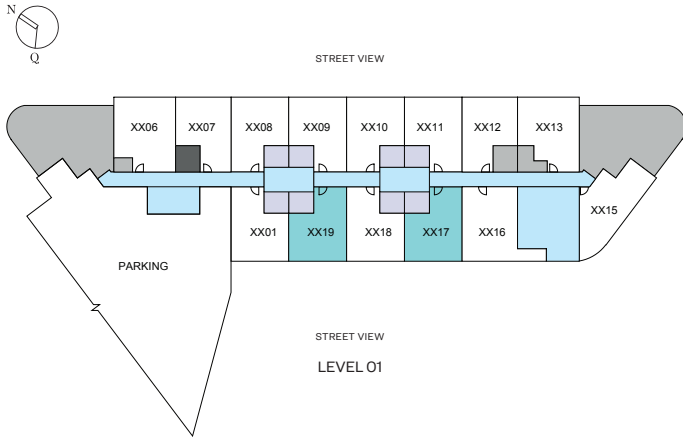 N
Q
STREET VIEW
XX06 XX07 XX08 XX09 XX10 XX11 XX12 XX13
XX01 XX19 XX18 XX17 XX16 XX15
PARKING
STREET VIEW
LEVEL 01